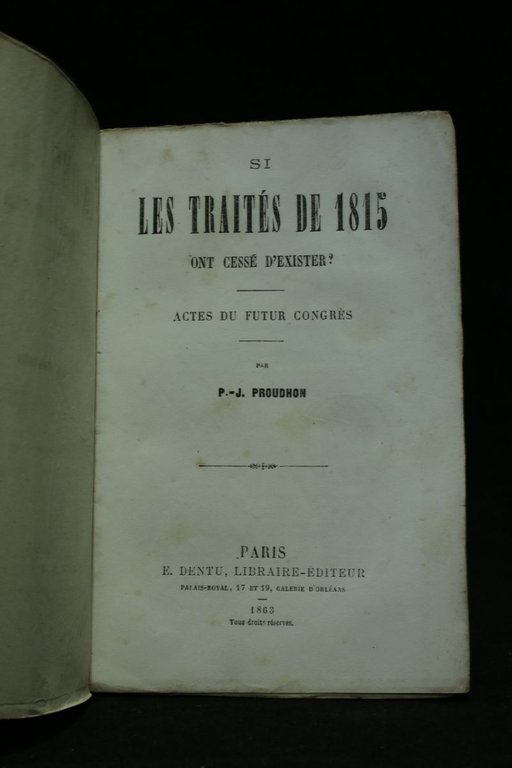 SI
LES TRAITÉS DE 1815
ONT CESSÉ D'EXISTER?
ACTES DU FUTUR CONGRÈS
PAR
P.-J. PROUDHON
PARIS
E. DENTU, LIBRAIRE-ÉDITEUR
PALAIS-ROYAL, 17 ET 19, GALERIE D'ORLÉANS
1863
Tous droits réservés.